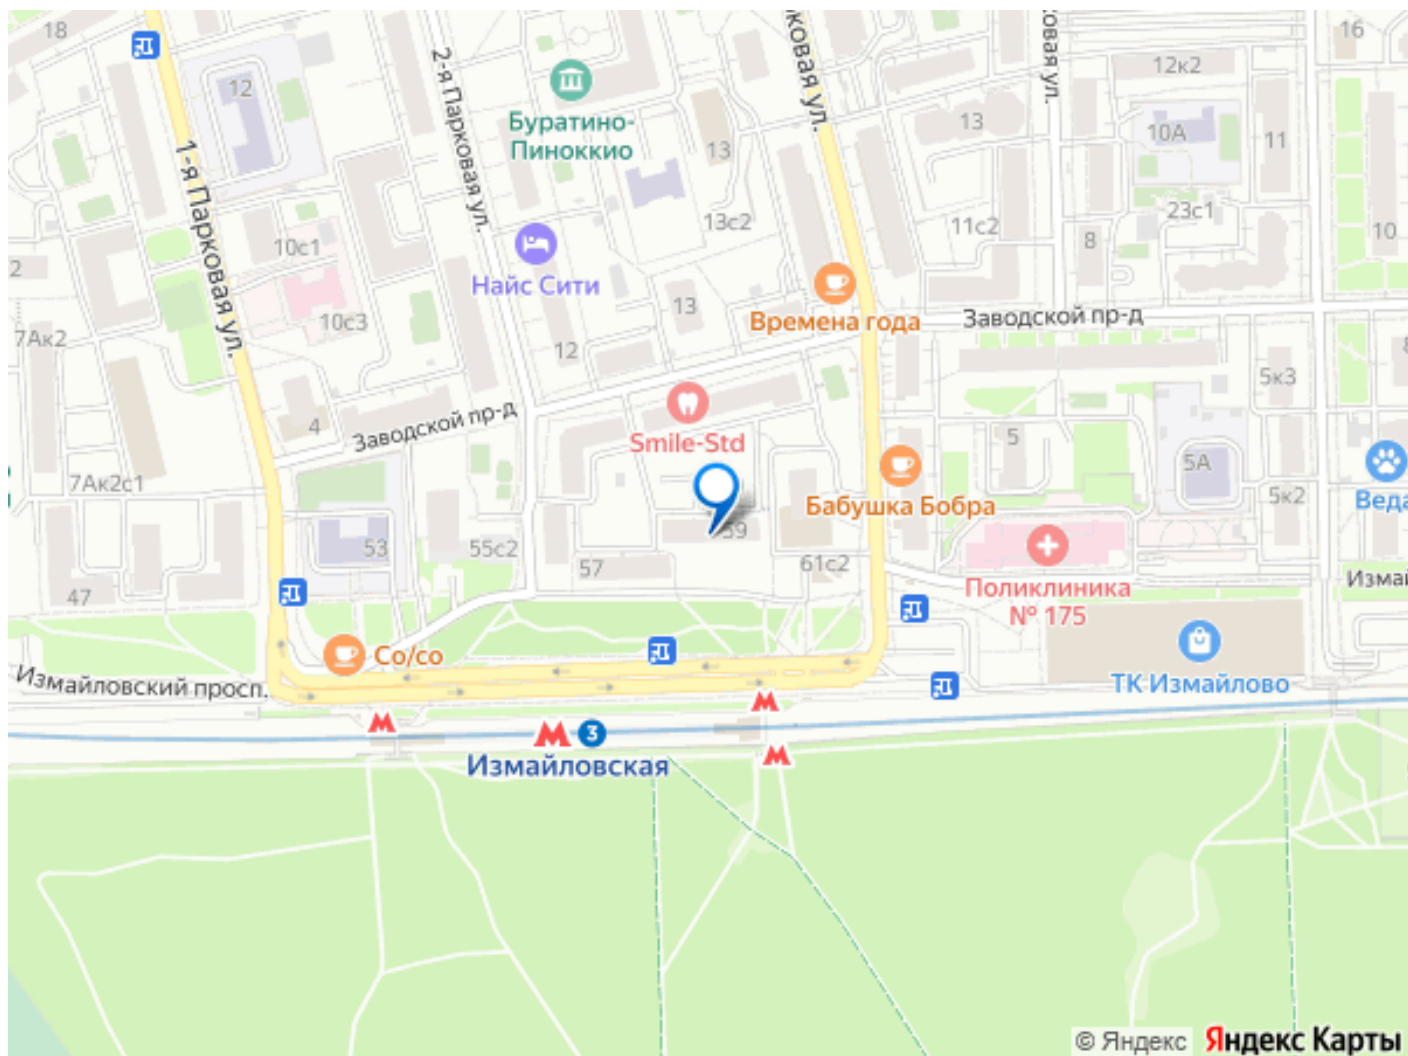 18
16
12
2-я Парковая ул.
Буратино-
Пиноккио
ковая ул.
ковая ул.
12к2
10А
11
13
13
1-я Парковая ул.
10с1
13с2
11с2
23с1
8
10
2
Найс Сити
10с3
13
Времена года
Заводской пр-д
7Ак2
12
8
5к3
4
Заводской пр-д
Smile-Std
5
5А
7Ак2с1
Бабушка Бобра
5к2
Веда
59
53
55с2
57
61с2
47
Поликлиника
№ 175
Измай
Co/co
Измайловский просп.
ТК Измайлово
3
Измайловская
© Яндекс
Яндекс Карты